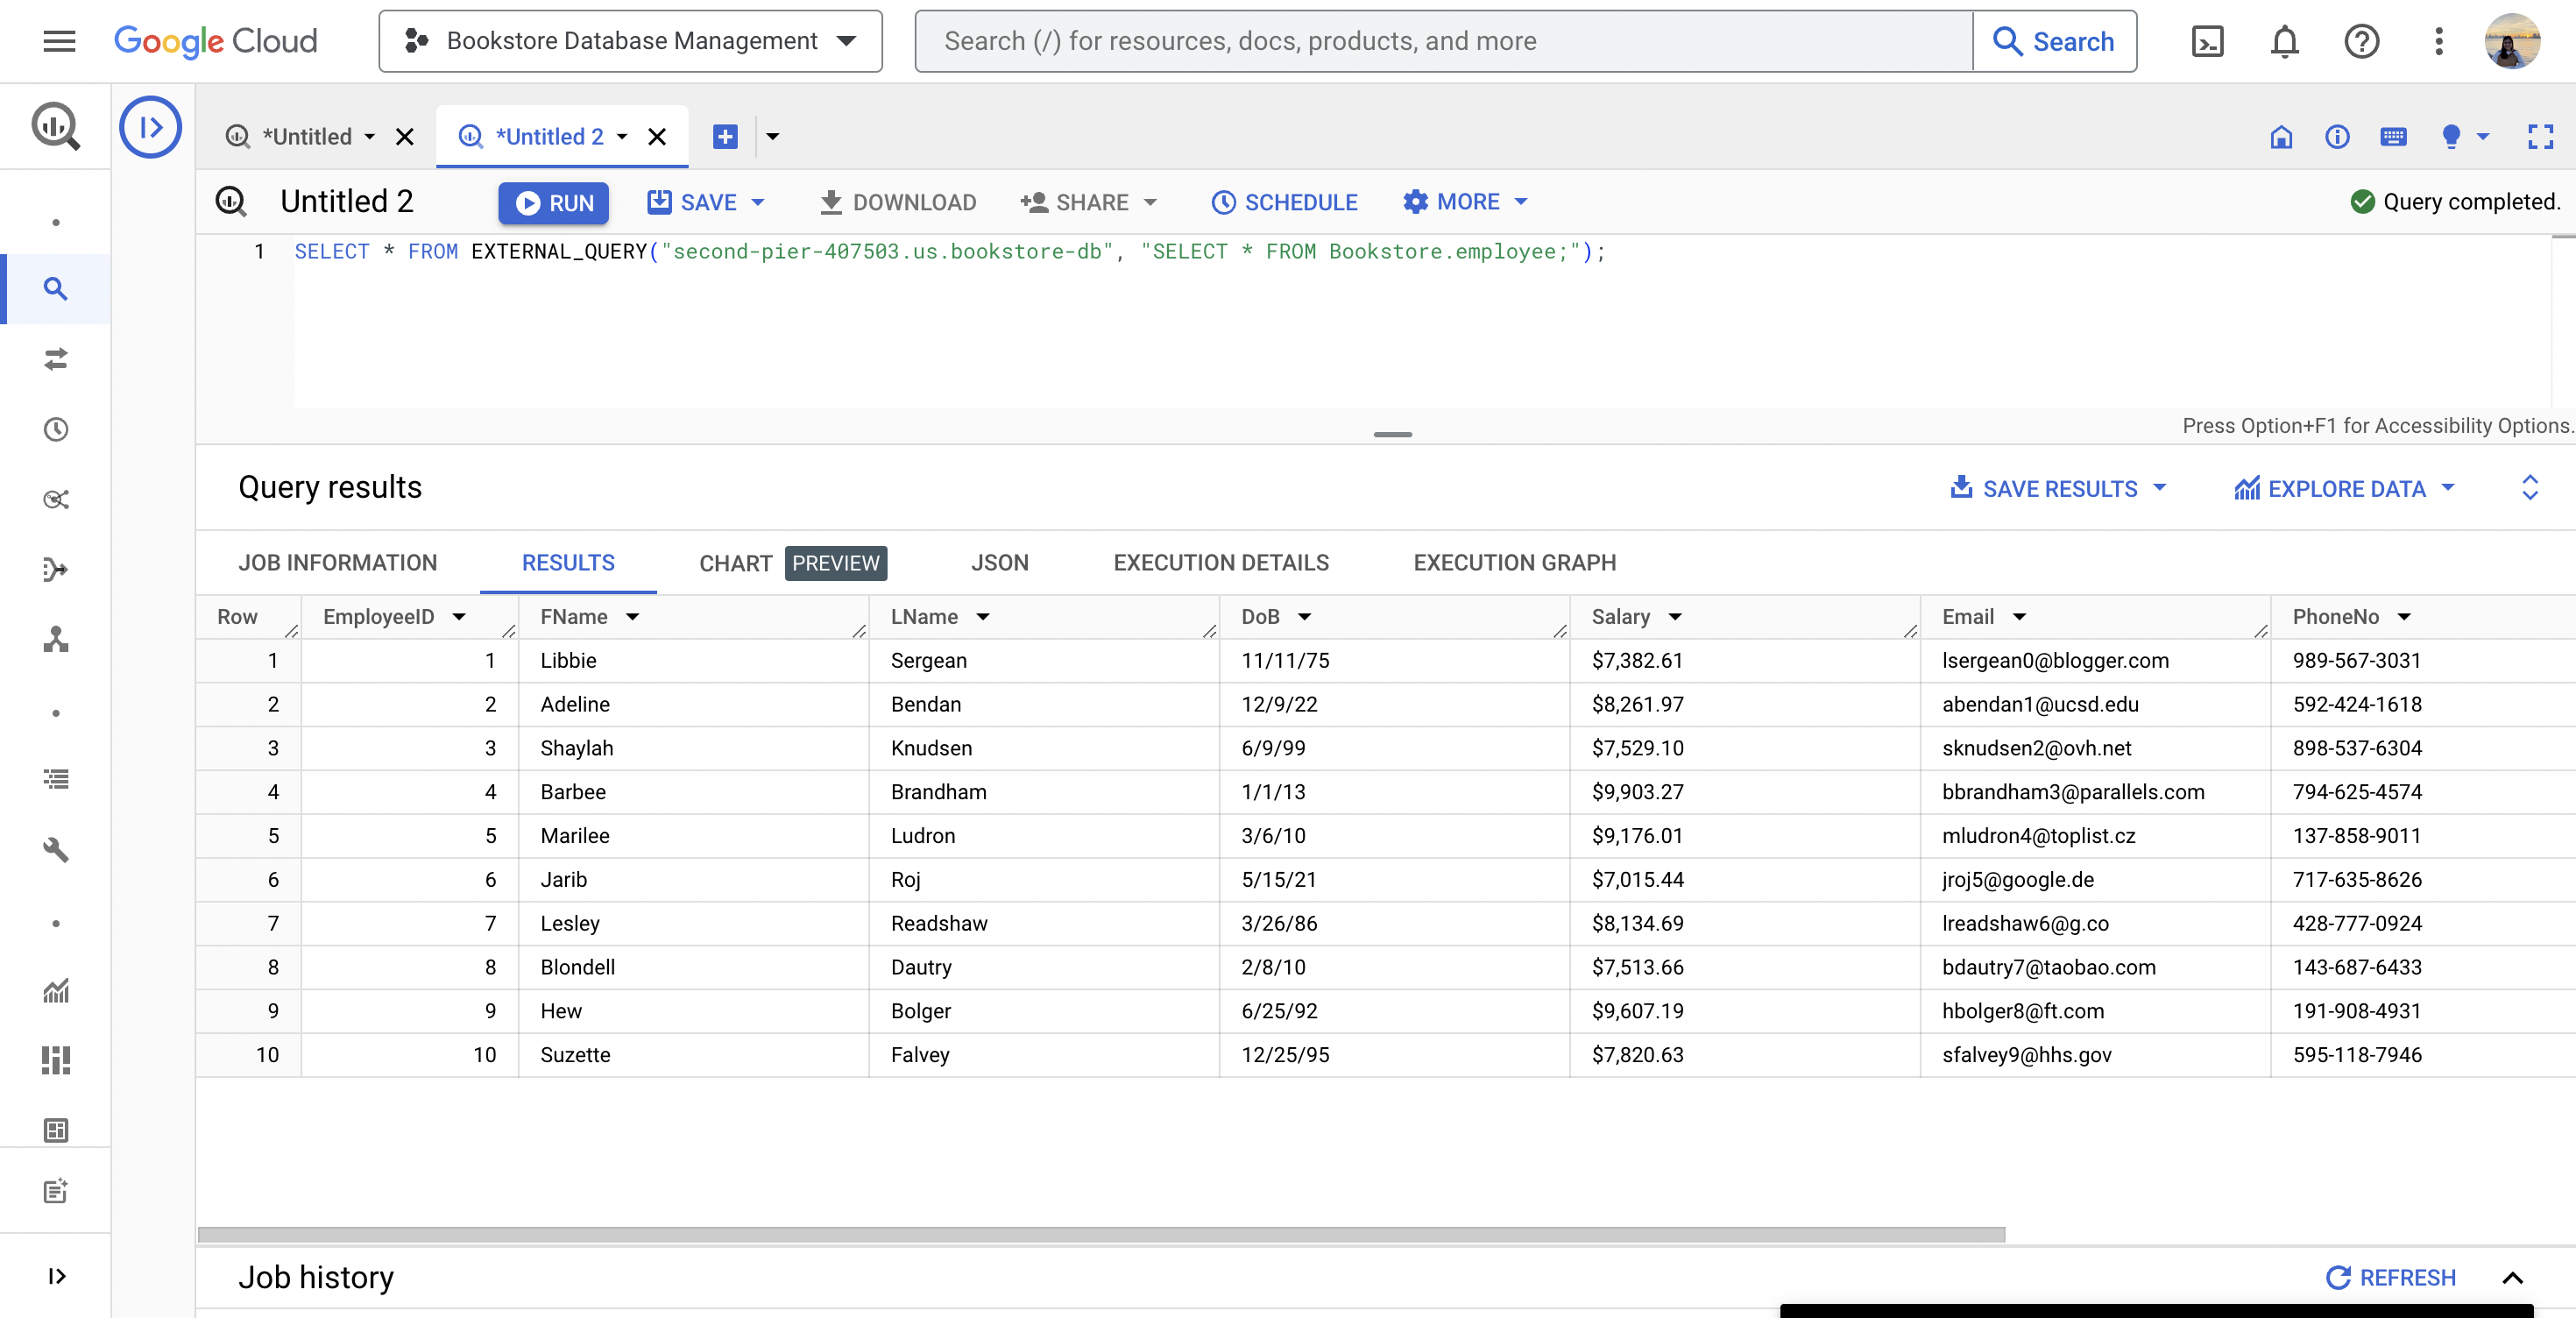 Google Cloud Bookstore Database Management Search (/) for resources, docs, products, and more Search
*Untitled *Untitled 2
Untitled 2 RUN SAVE DOWNLOAD SHARE SCHEDULE MORE Query completed.
1 SELECT * FROM EXTERNAL_QUERY("second-pier-407503.us.bookstore-db", "SELECT * FROM Bookstore.employee;");
Press Option+F1 for Accessibility Options.
Query results SAVE RESULTS EXPLORE DATA
JOB INFORMATION RESULTS CHART PREVIEW JSON EXECUTION DETAILS EXECUTION GRAPH
Row EmployeeID FName LName DoB Salary Email PhoneNo
1 1 Libbie Sergean 11/11/75 $7,382.61 lsergean0@blogger.com 989-567-3031
2 2 Adeline Bendan 12/9/22 $8,261.97 abendan1@ucsd.edu 592-424-1618
3 3 Shaylah Knudsen 6/9/99 $7,529.10 sknudsen2@ovh.net 898-537-6304
4 4 Barbee Brandham 1/1/13 $9,903.27 bbrandham3@parallels.com 794-625-4574
5 5 Marilee Ludron 3/6/10 $9,176.01 mludron4@toplist.cz 137-858-9011
6 6 Jarib Roj 5/15/21 $7,015.44 jroj5@google.de 717-635-8626
7 7 Lesley Readshaw 3/26/86 $8,134.69 lreadshaw6@g.co 428-777-0924
8 8 Blondell Dautry 2/8/10 $7,513.66 bdautry7@taobao.com 143-687-6433
9 9 Hew Bolger 6/25/92 $9,607.19 hbolger8@ft.com 191-908-4931
10 10 Suzette Falvey 12/25/95 $7,820.63 sfalvey9@hhs.gov 595-118-7946
Job history REFRESH